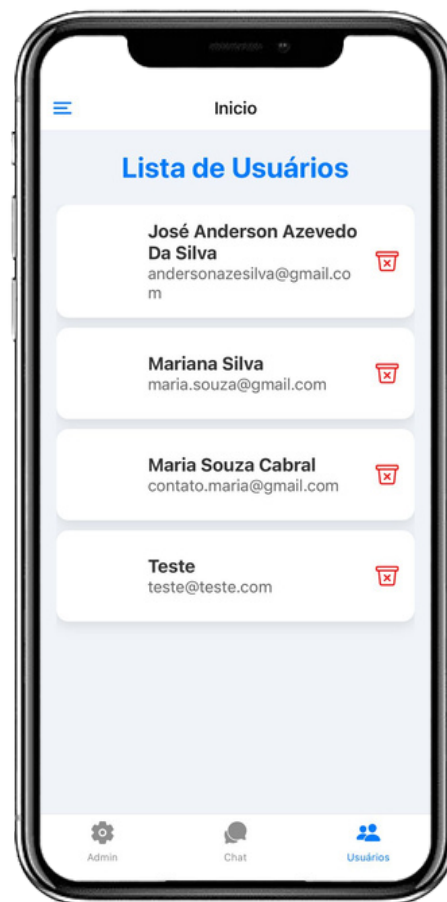 Inicio
Lista de Usuários
José Anderson Azevedo
Da Silva
andersonazesilva@gmail.co
m
Mariana Silva
maria.souza@gmail.com
Maria Souza Cabral
contato.maria@gmail.com
Teste
teste@teste.com
Admin Chat Usuários